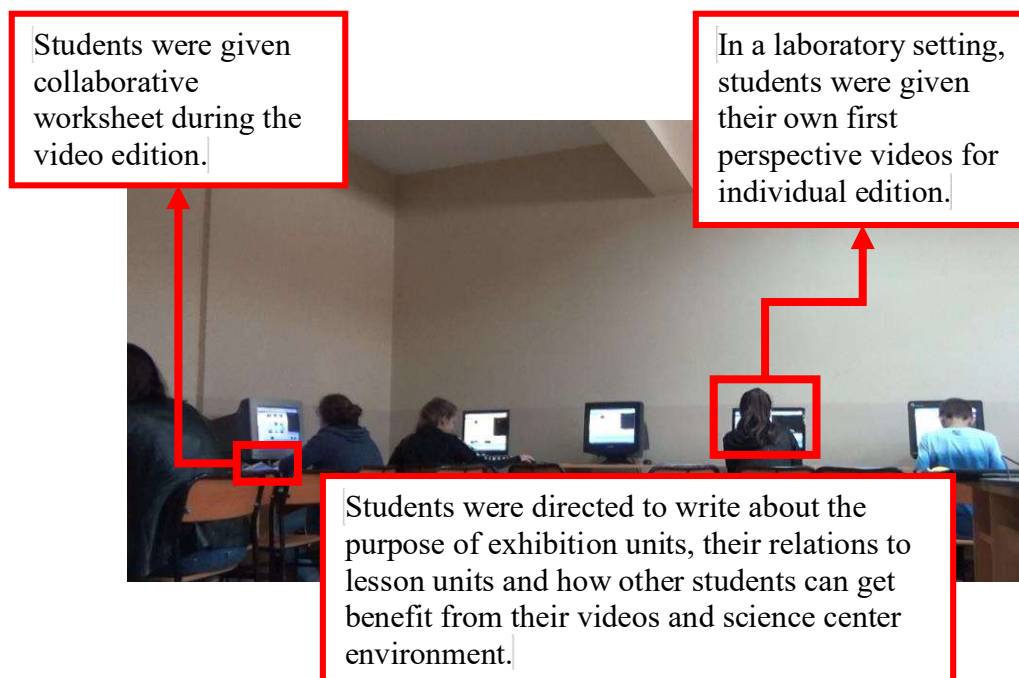 Students were given
collaborative
worksheet during the
video edition.
In a laboratory setting,
students were given
their own first
perspective videos for
individual edition.
Students were directed to write about the
purpose of exhibition units, their relations to
lesson units and how other students can get
benefit from their videos and science center
environment.